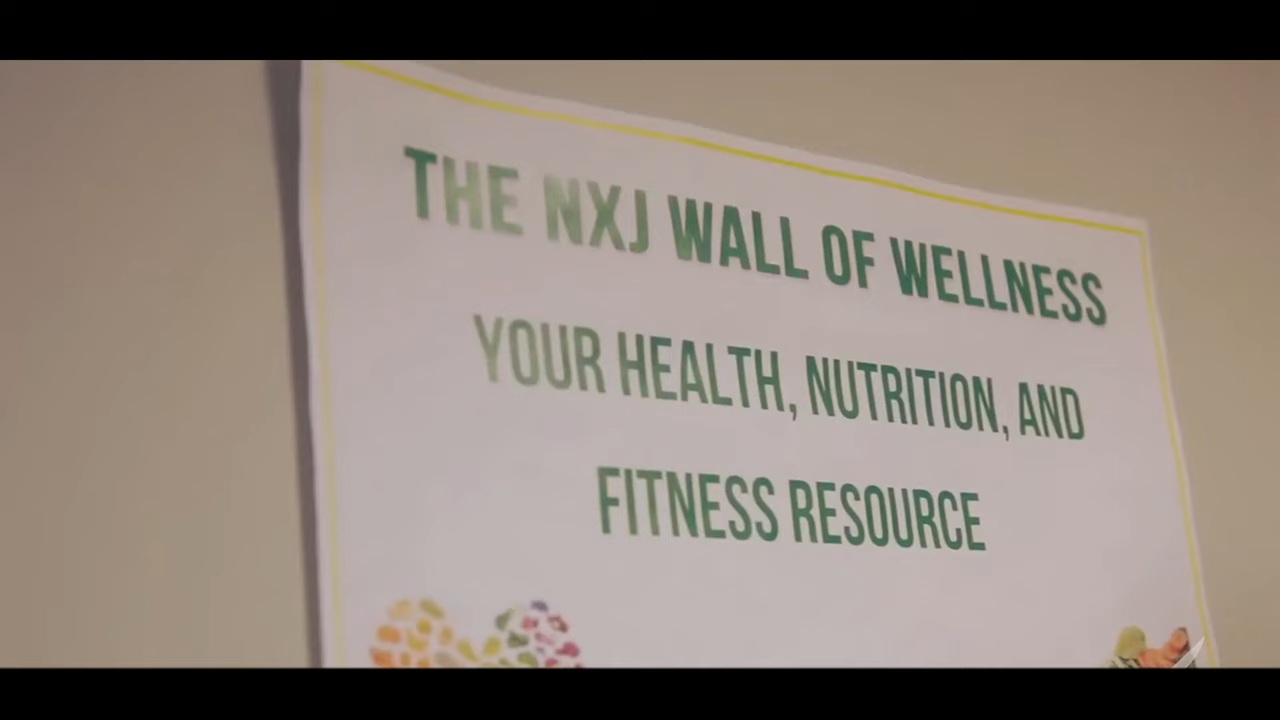 THE NXJ WALL OF WELLNESS
YOUR HEALTH, NUTRITION, AND
FITNESS RESOURCE